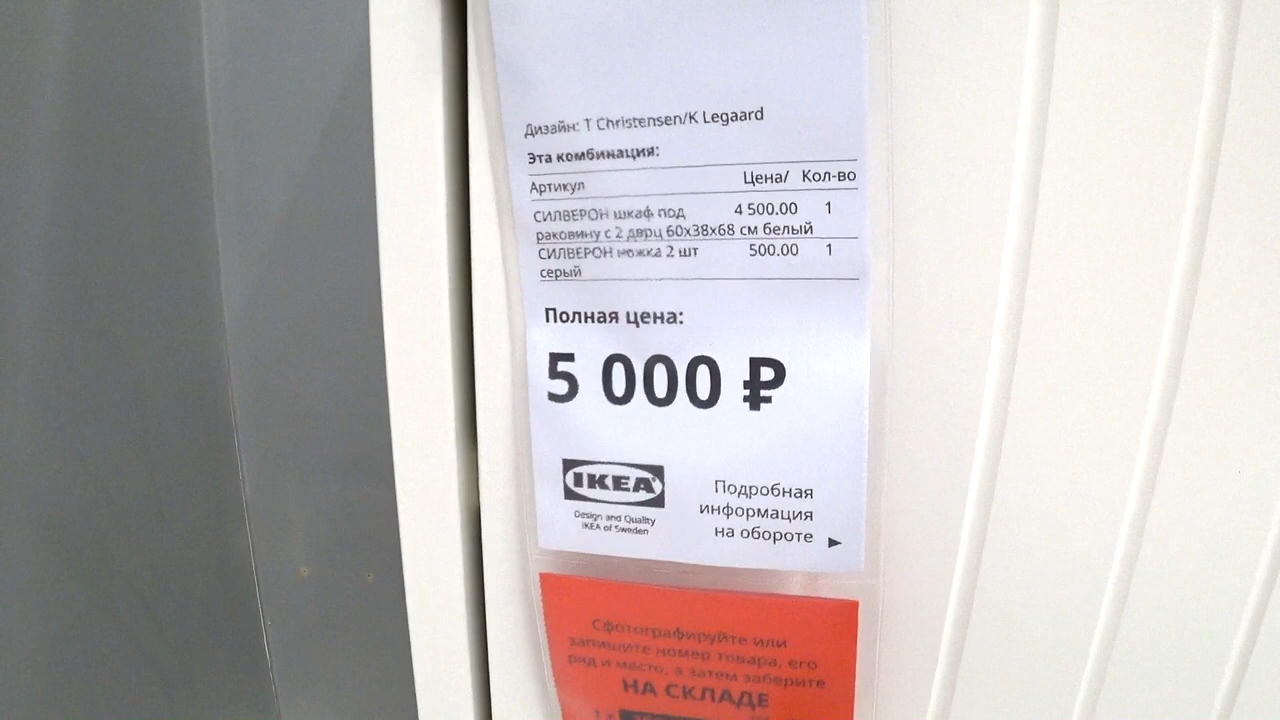 Дизайн: T Christensen/K Legaard
Эта комбинация:
Артикул Цена/ Кол-во
СИЛВЕРОН шкаф под 4 500.00 1
раковину с 2 дврц 60x38x68 см белый
СИЛВЕРОН ножка 2 шт 500.00 1
серый
Полная цена:
5 000 ₽
IKEA
Design and Quality
IKEA of Sweden
Подробная
информация
на обороте ►
Сфотографируйте или
запишите номер товара, его
ряд и место, а затем заберите
НА СКЛАДЕ